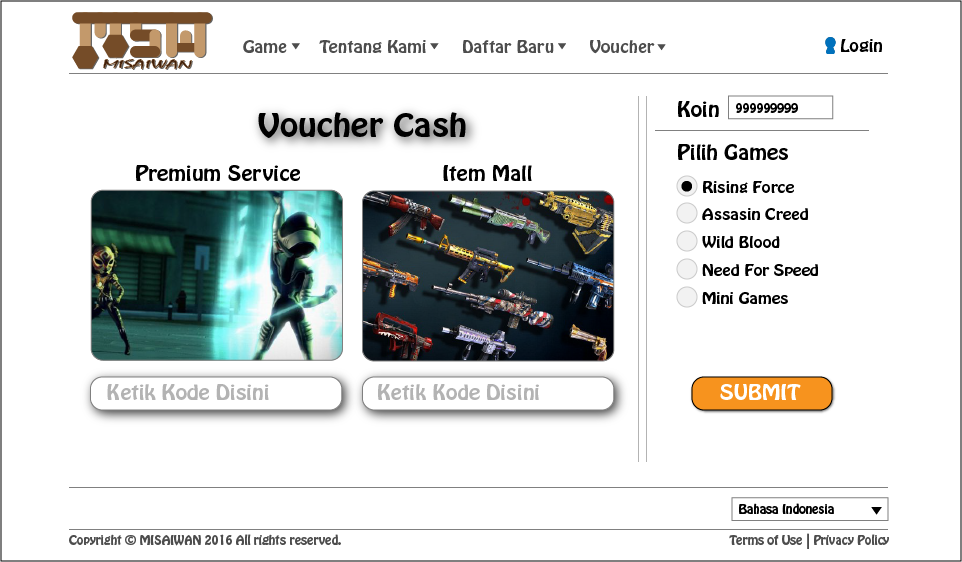 MSW
MISAIWAN
Game Tentang Kami Daftar Baru Voucher Login
Voucher Cash
Premium Service Item Mall
Ketik Kode Disini Ketik Kode Disini
Koin 999999999
Pilih Games
Rising Force
Assasin Creed
Wild Blood
Need For Speed
Mini Games
SUBMIT
Bahasa Indonesia
Copyright © MISAIWAN 2016 All rights reserved. Terms of Use | Privacy Policy